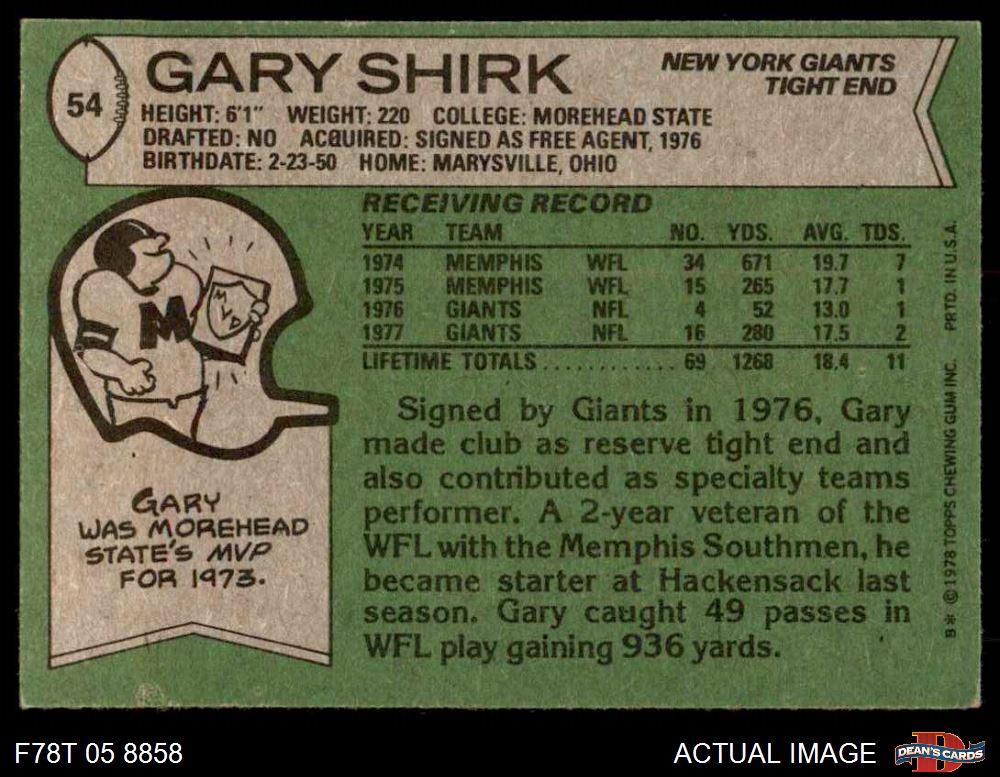 54
GARY SHIRK
NEW YORK GIANTS
TIGHT END
HEIGHT: 6'1" WEIGHT: 220 COLLEGE: MOREHEAD STATE
DRAFTED: NO ACQUIRED: SIGNED AS FREE AGENT, 1976
BIRTHDATE: 2-23-50 HOME: MARYSVILLE, OHIO
RECEIVING RECORD
YEAR TEAM NO. YDS. AVG. TDS.
1974 MEMPHIS WFL 34 671 19.7 7
1975 MEMPHIS WFL 15 265 17.7 1
1976 GIANTS NFL 4 52 13.0 1
1977 GIANTS NFL 16 280 17.5 2
LIFETIME TOTALS ............ 69 1268 18.4 11
M
MVP
GARY
WAS MOREHEAD
STATE'S MVP
FOR 1973.
Signed by Giants in 1976, Gary
made club as reserve tight end and
also contributed as specialty teams
performer. A 2-year veteran of the
WFL with the Memphis Southmen, he
became starter at Hackensack last
season. Gary caught 49 passes in
WFL play gaining 936 yards.
B* © 1978 TOPPS CHEWING GUM INC. PRTD. IN U.S.A.
F78T 05 8858
ACTUAL IMAGE
D
DEAN'S CARDS